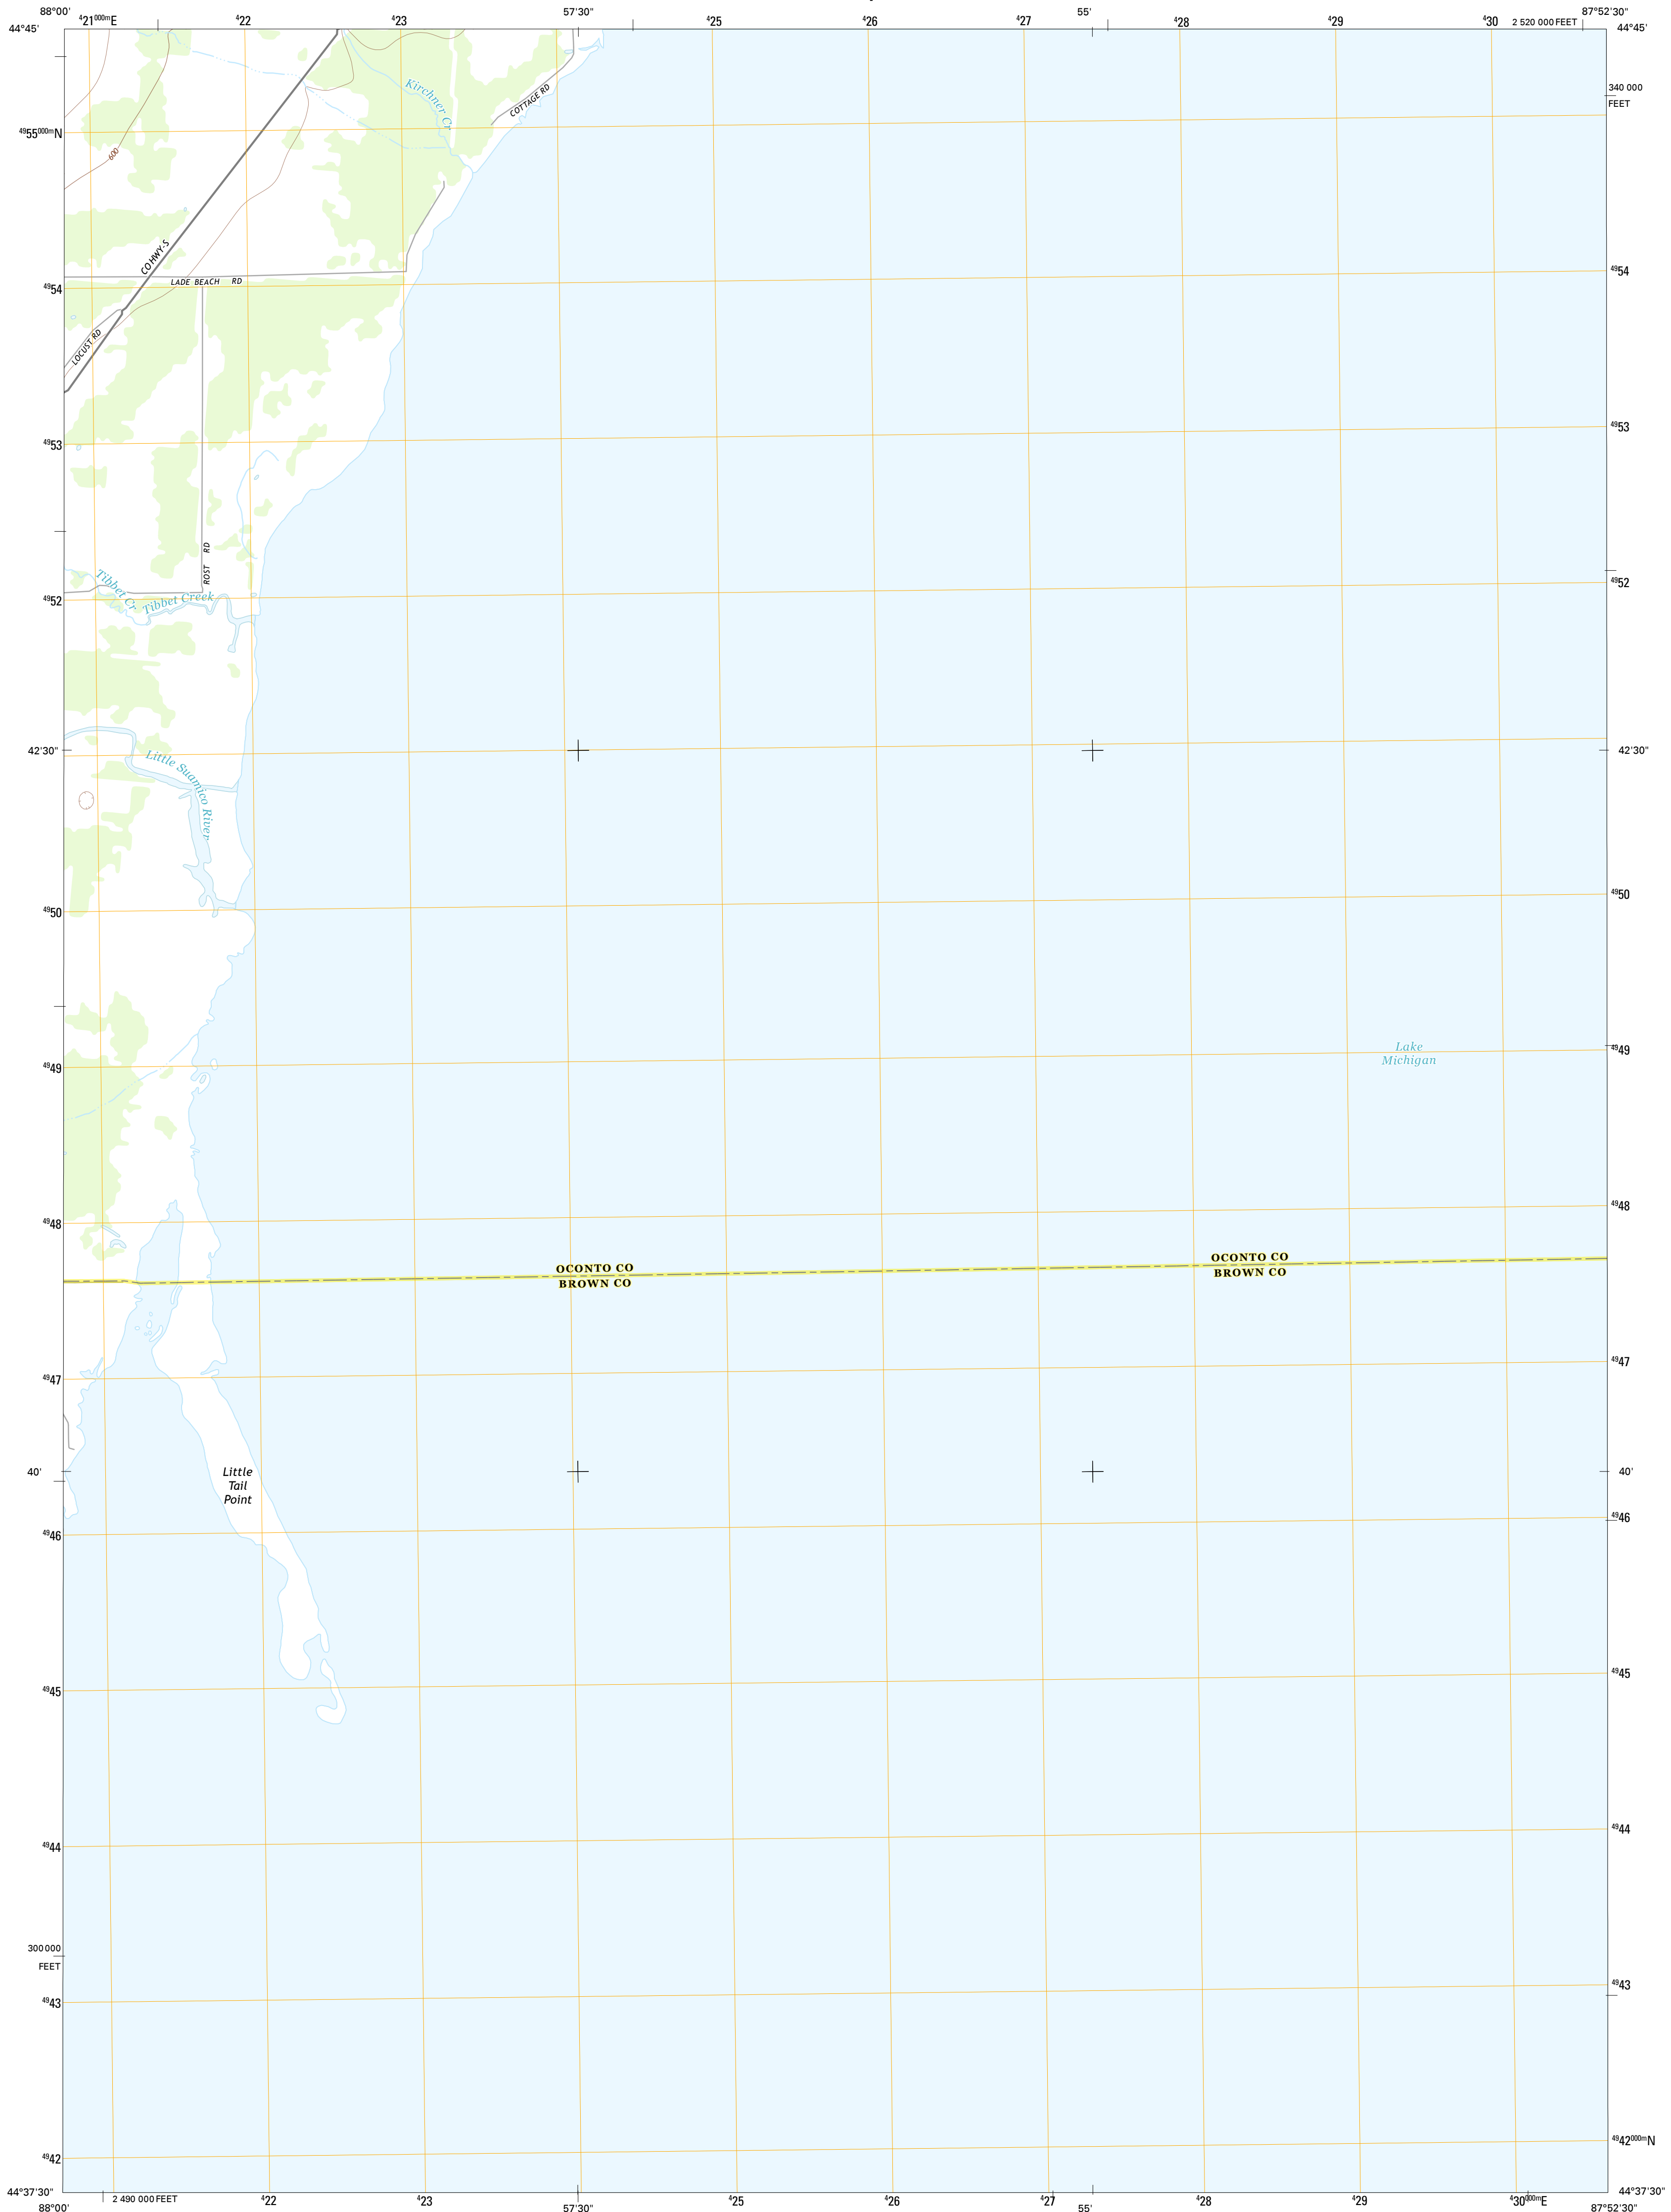 88°00' ⁴21⁰⁰⁰ᵐE ⁴22 ⁴23 57'30" ⁴25 ⁴26 ⁴27 55' ⁴28 ⁴29 ⁴30 2 520 000 FEET 87°52'30"
44°45' 44°45'
340 000
FEET
Kirchner Cr
COTTAGE RD
⁴⁹55⁰⁰⁰ᵐN
600
CO HWY-S
⁴⁹54 ⁴⁹54
LADE BEACH RD
LOCUST RD
⁴⁹53 ⁴⁹53
ROST RD
Tibbet Cr
Tibbet Creek
⁴⁹52 ⁴⁹52
42'30" 42'30"
Little Suamico River
⁴⁹50 ⁴⁹50
Lake
Michigan
⁴⁹49 ⁴⁹49
⁴⁹48 ⁴⁹48
OCONTO CO
BROWN CO
OCONTO CO
BROWN CO
⁴⁹47 ⁴⁹47
40' 40'
Little
Tail
Point
⁴⁹46 ⁴⁹46
⁴⁹45 ⁴⁹45
⁴⁹44 ⁴⁹44
300 000
FEET
⁴⁹43 ⁴⁹43
⁴⁹42 ⁴⁹42⁰⁰⁰ᵐN
44°37'30" 44°37'30"
88°00' 2 490 000 FEET ⁴22 ⁴23 57'30" ⁴25 ⁴26 ⁴27 55' ⁴28 ⁴29 ⁴30⁰⁰⁰ᵐE 87°52'30"